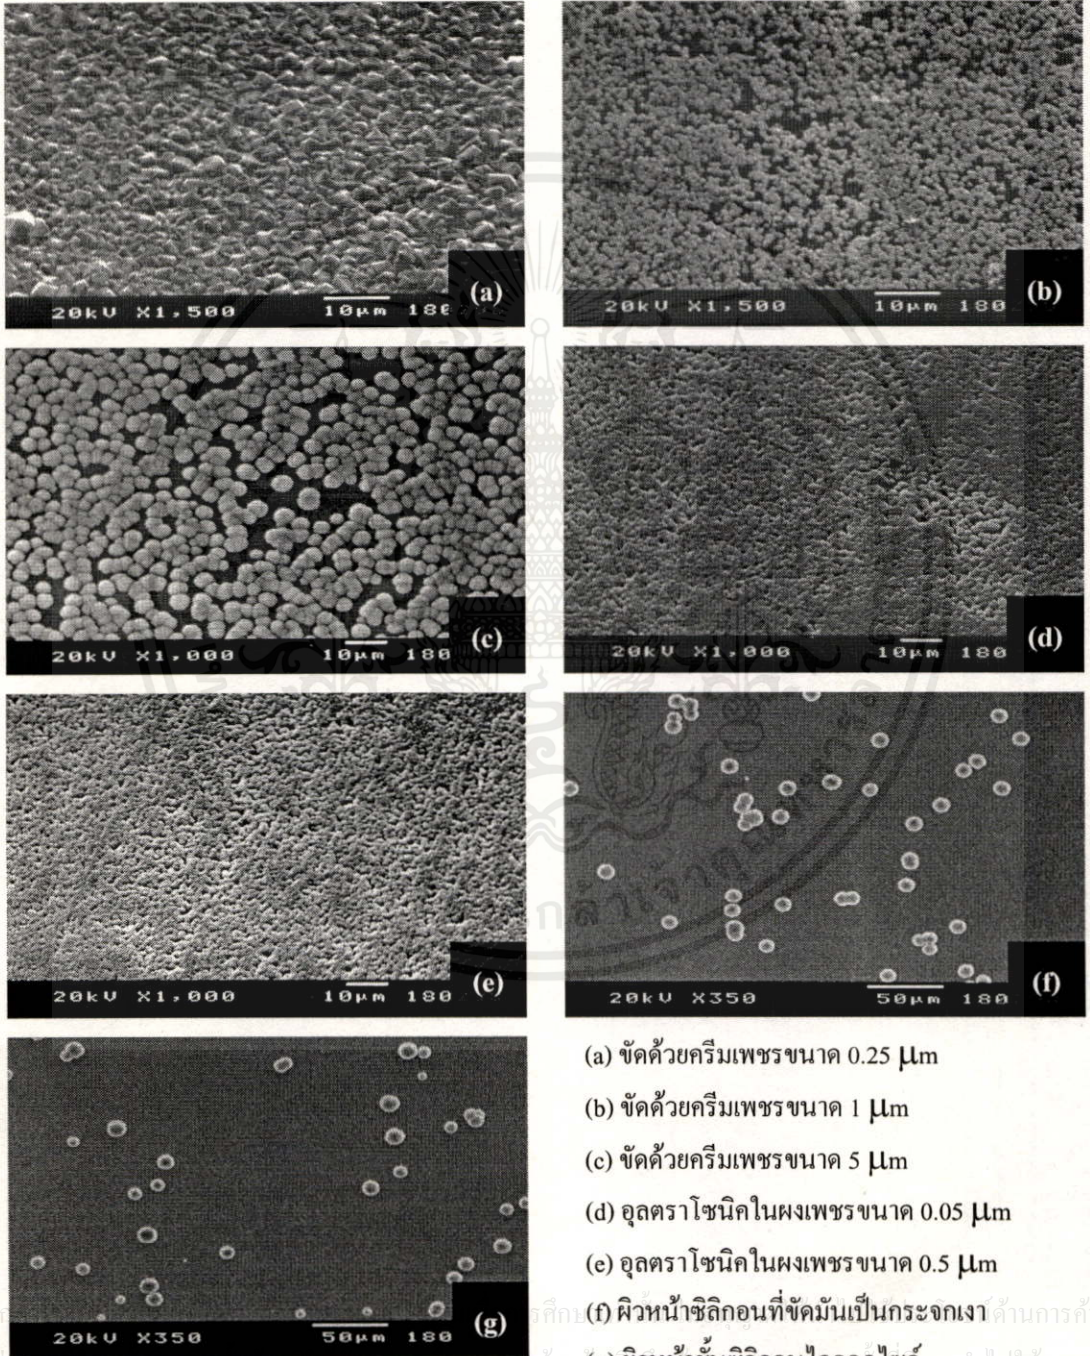 (a)
20kV X1,500 10μm 180
(b)
20kV X1,500 10μm 180
(c)
20kV X1,000 10μm 180
(d)
20kV X1,000 10μm 180
(e)
20kV X1,000 10μm 180
(f)
20kV X350 50μm 180
(g)
20kV X350 50μm 180
(a) ขัดด้วยครีมเพชรขนาด 0.25 μm
(b) ขัดด้วยครีมเพชรขนาด 1 μm
(c) ขัดด้วยครีมเพชรขนาด 5 μm
(d) อุลตราโซนิคในผงเพชรขนาด 0.05 μm
(e) อุลตราโซนิคในผงเพชรขนาด 0.5 μm
(f) ผิวหน้าซิลิกอนที่ขัดมันเป็นกระจกเงา